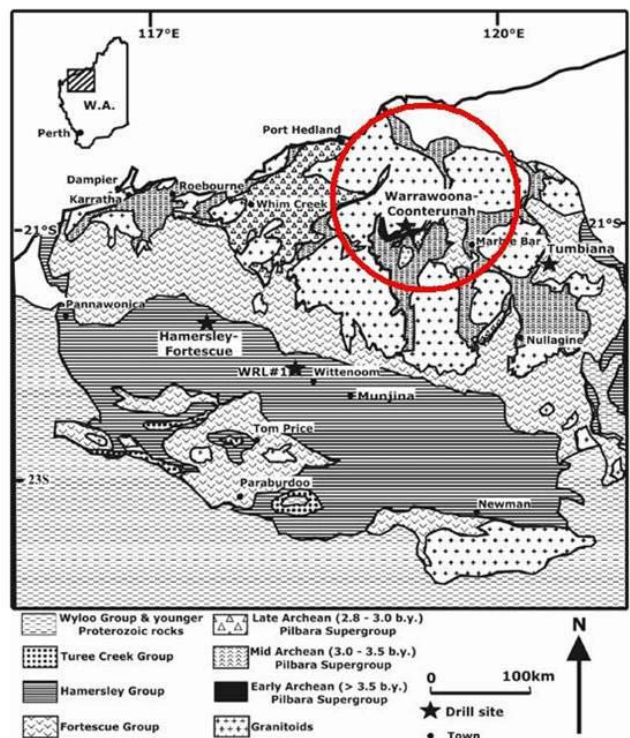 117°E
120°E
W.A.
Perth
Port Hedland
Dampier
Karratha
Roebourne
Whim Creek
Warrawoona-
Coonterunah
21°S
21°S
Marble Bar
Tumbiana
Pannawonica
Hamersley-
Fortescue
Nullagine
WRL#1
Wittenoom
Munjina
Tom Price
23S
Paraburdoo
Newman
Wyloo Group & younger
Proterozoic rocks
Turee Creek Group
Hamersley Group
Fortescue Group
Late Archean (2.8 - 3.0 b.y.)
Pilbara Supergroup
Mid Archean (3.0 - 3.5 b.y.)
Pilbara Supergroup
Early Archean (> 3.5 b.y.)
Pilbara Supergroup
Granitoids
N
0 100km
Drill site
Town